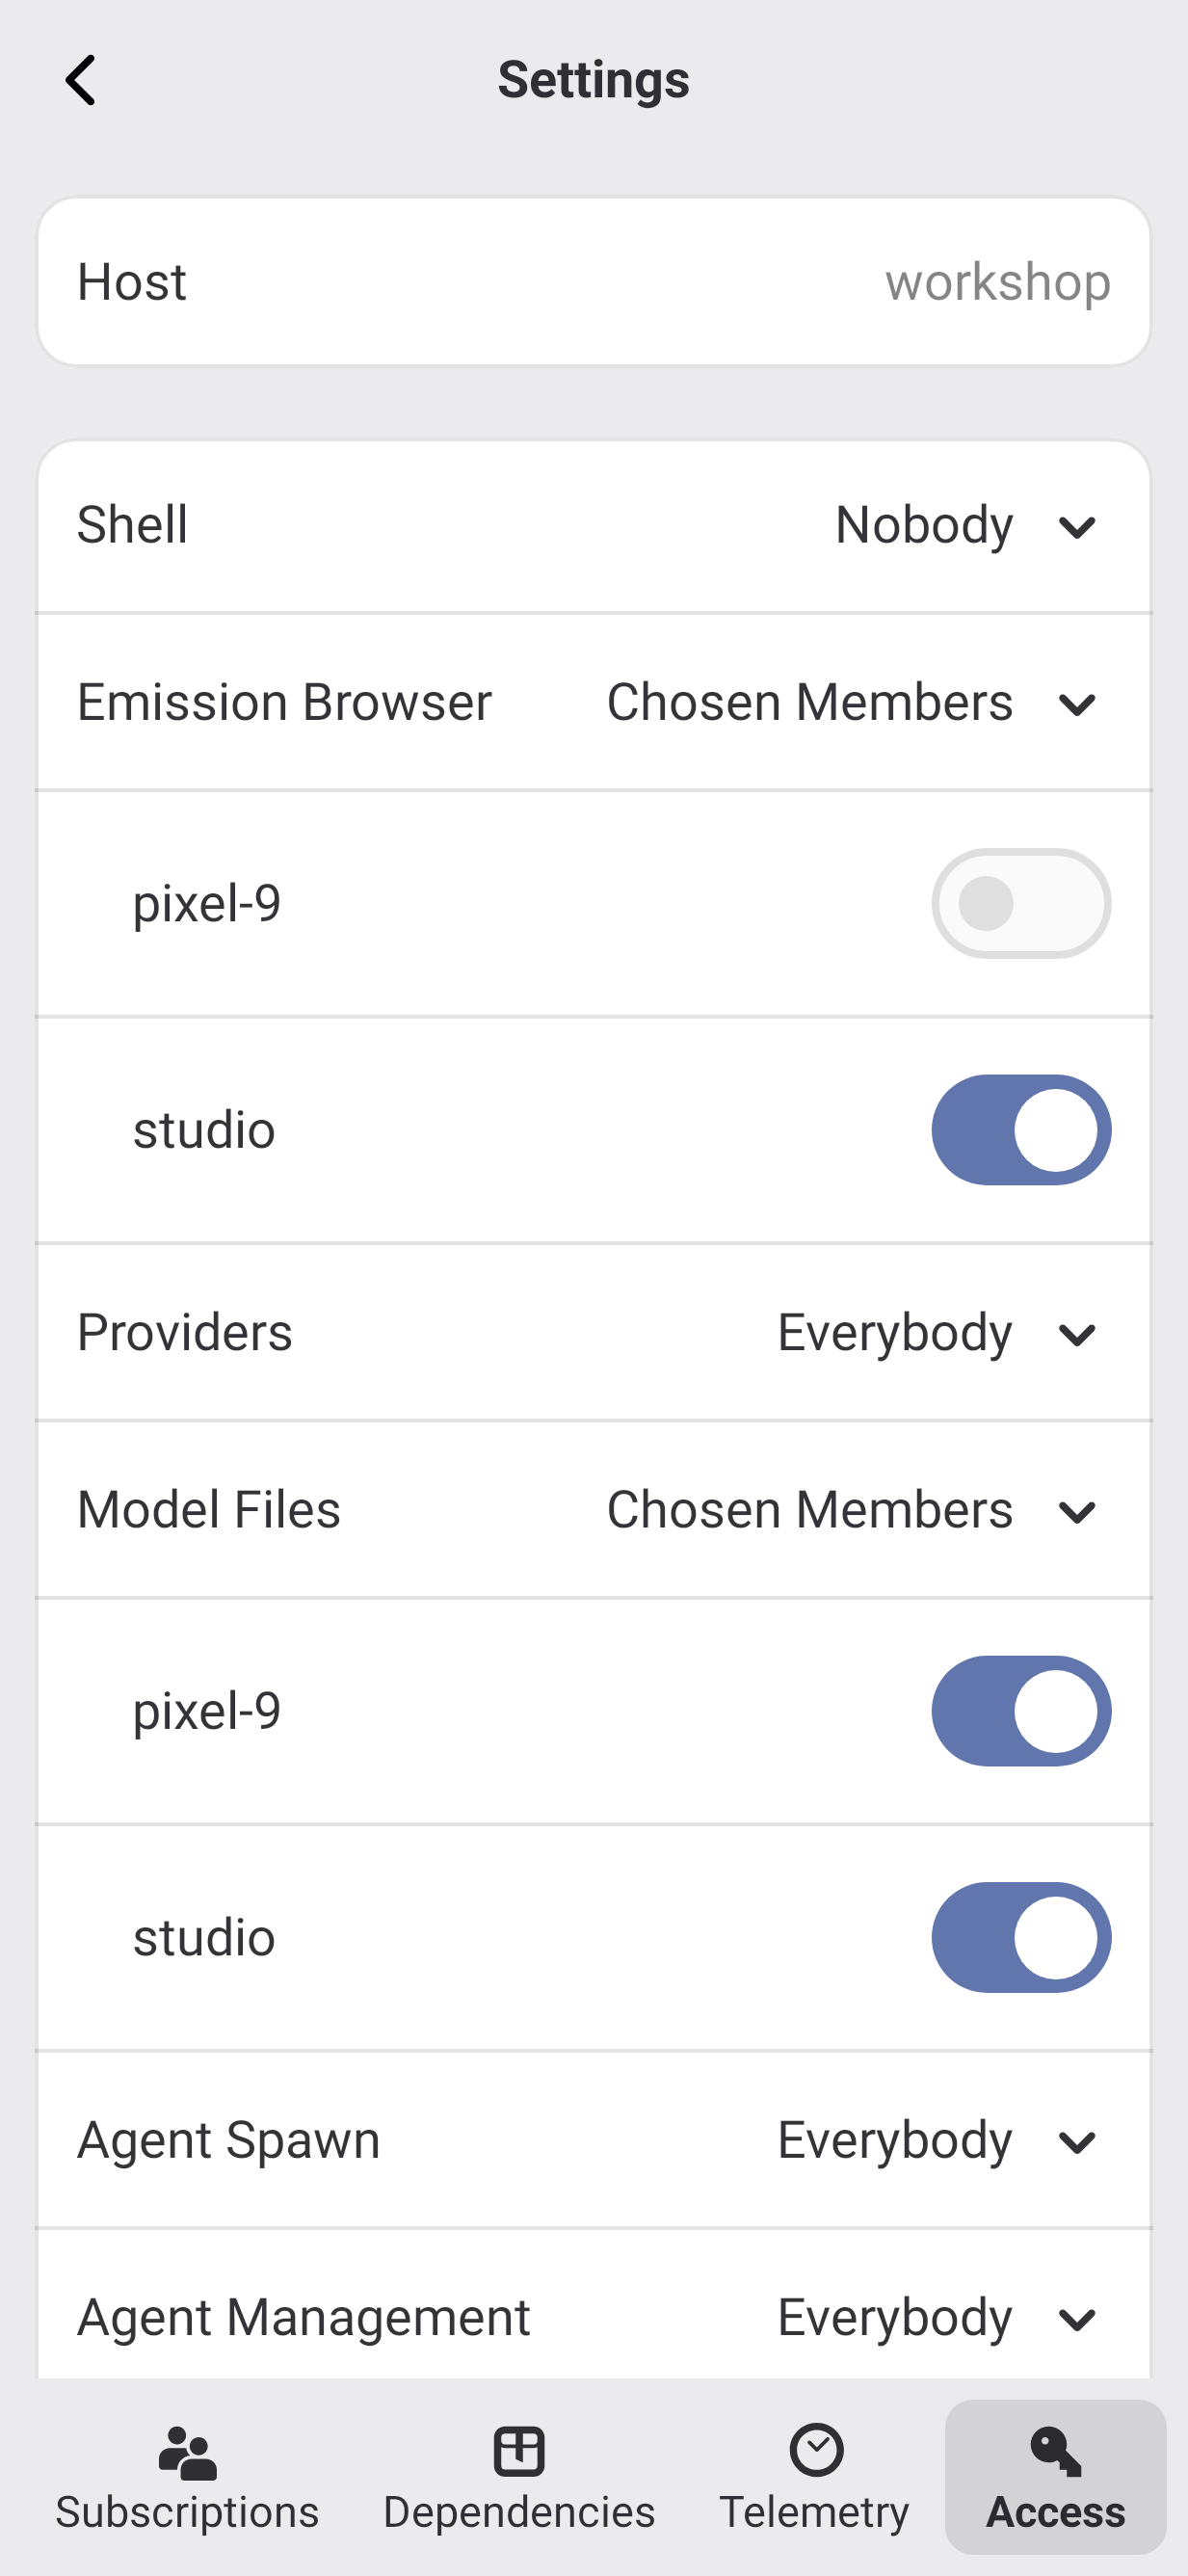 Settings
Host workshop
Shell Nobody
Emission Browser Chosen Members
pixel-9
studio
Providers Everybody
Model Files Chosen Members
pixel-9
studio
Agent Spawn Everybody
Agent Management Everybody
Subscriptions Dependencies Telemetry Access